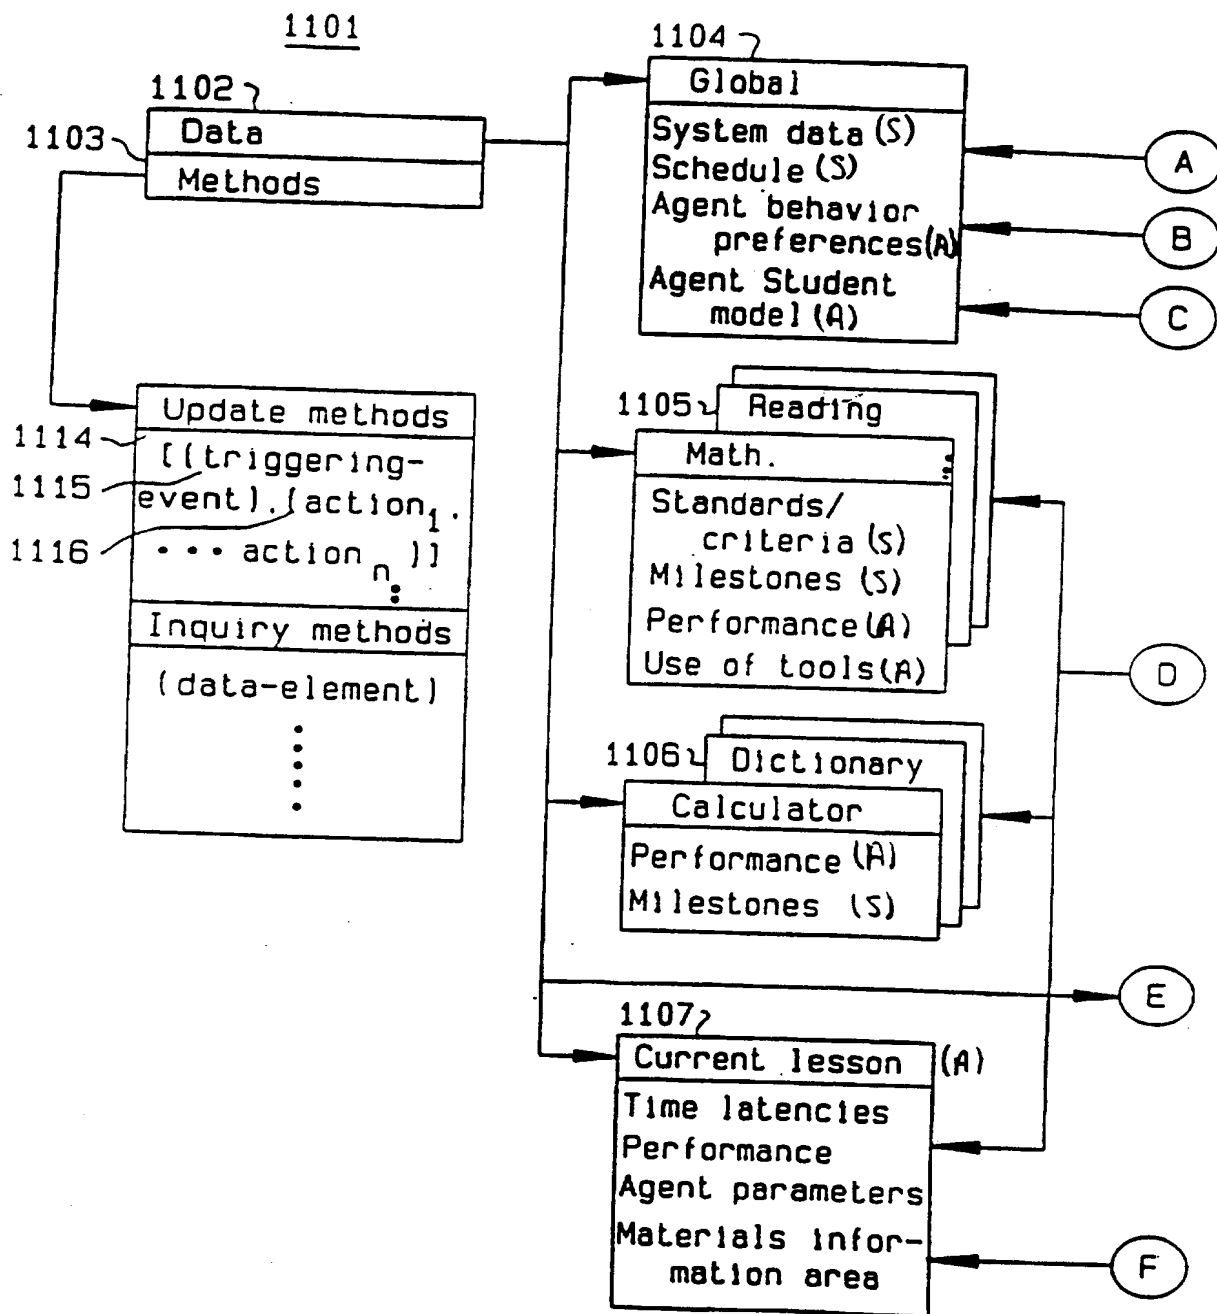 1101
1102
Data
1103
Methods
Update methods
1114
[((triggering-
1115
event).(action1.
1116
••• action n )]
Inquiry methods
(data-element)
1104
Global
System data (S)
Schedule (S)
Agent behavior
preferences(A)
Agent Student
model (A)
A
B
C
1105
Reading
Math.
Standards/
criteria (S)
Milestones (S)
Performance (A)
Use of tools (A)
D
1106
Dictionary
Calculator
Performance (A)
Milestones (S)
E
1107
Current lesson (A)
Time latencies
Performance
Agent parameters
Materials infor-
mation area
F